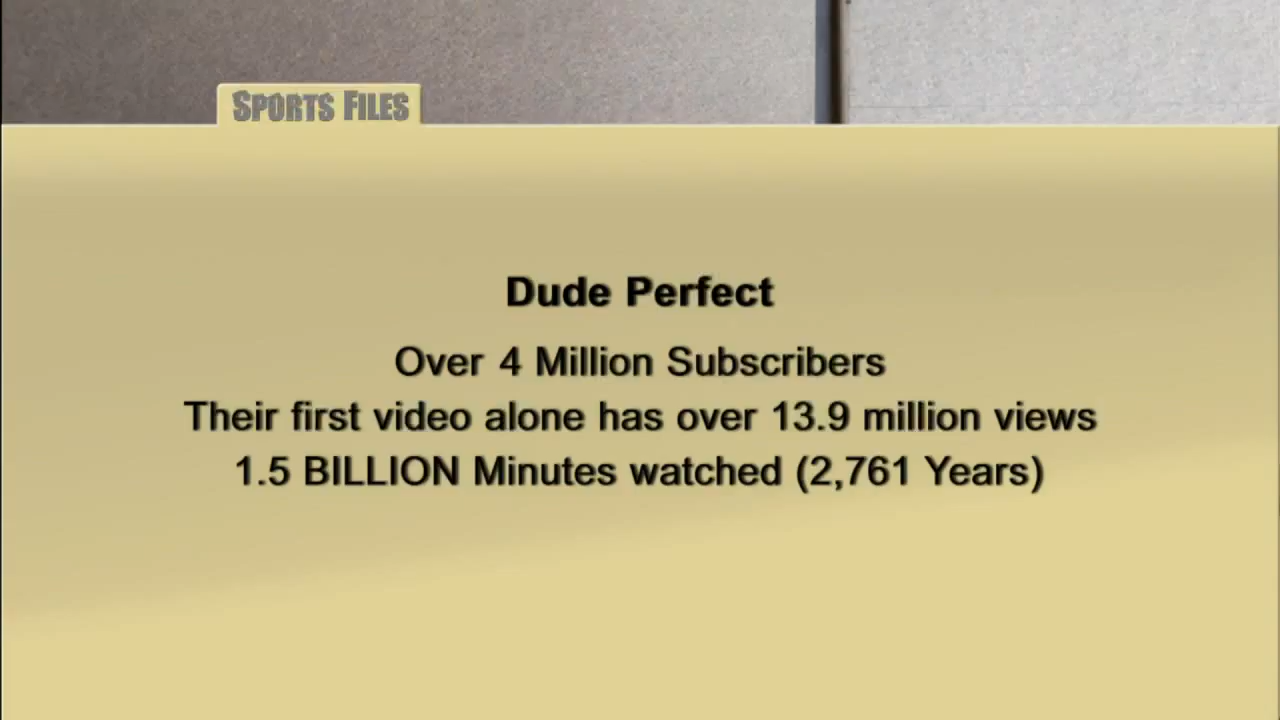 SPORTS FILES
Dude Perfect
Over 4 Million Subscribers
Their first video alone has over 13.9 million views
1.5 BILLION Minutes watched (2,761 Years)